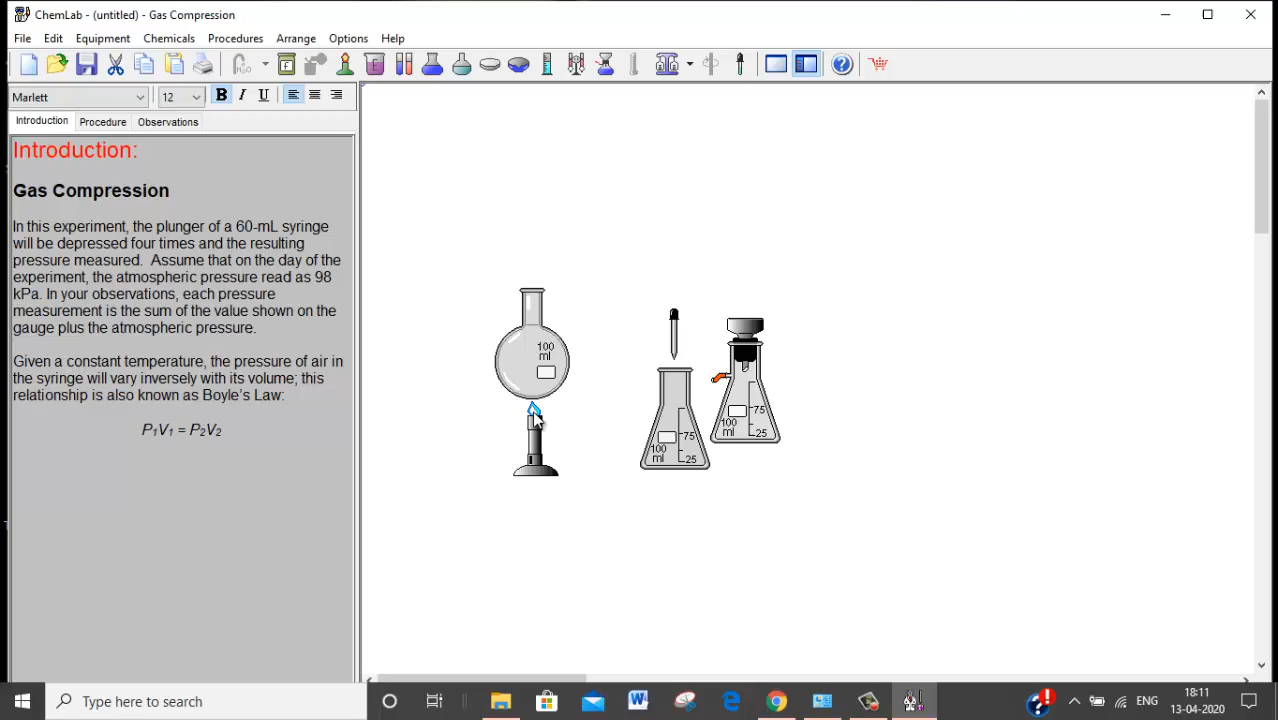 ChemLab - (untitled) - Gas Compression
File Edit Equipment Chemicals Procedures Arrange Options Help
Marlett 12 B I U
Introduction Procedure Observations
Introduction:
Gas Compression
In this experiment, the plunger of a 60-mL syringe
will be depressed four times and the resulting
pressure measured. Assume that on the day of the
experiment, the atmospheric pressure read as 98
kPa. In your observations, each pressure
measurement is the sum of the value shown on the
gauge plus the atmospheric pressure.
Given a constant temperature, the pressure of air in
the syringe will vary inversely with its volume; this
relationship is also known as Boyle's Law:
P₁V₁ = P₂V₂
100
ml
75
100
ml
25
75
100
ml
25
Type here to search
ENG
18:11
13-04-2020